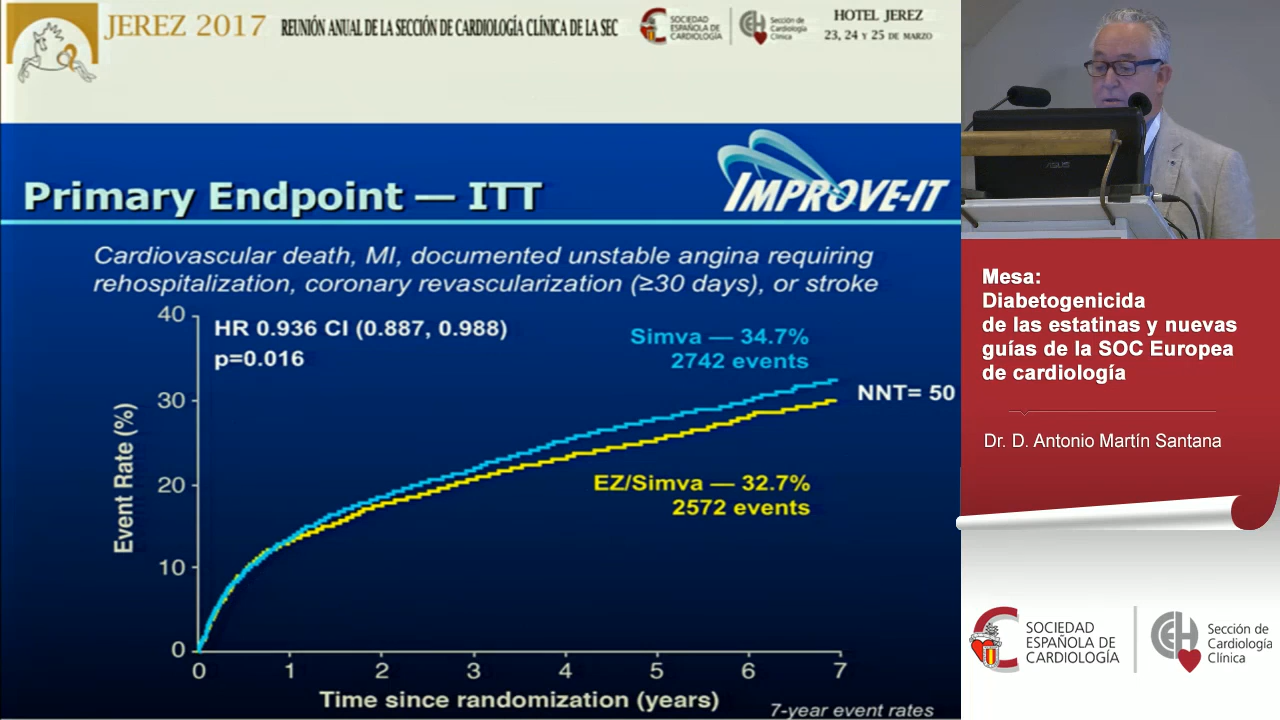 JEREZ 2017
REUNIÓN ANUAL DE LA SECCIÓN DE CARDIOLOGÍA CLÍNICA DE LA SEC
SOCIEDAD
ESPAÑOLA DE
CARDIOLOGÍA
Sección de
Cardiología
Clínica
HOTEL JEREZ
23, 24 Y 25 DE MARZO
Primary Endpoint — ITT
IMPROVE-IT
Cardiovascular death, MI, documented unstable angina requiring
rehospitalization, coronary revascularization (≥30 days), or stroke
HR 0.936 CI (0.887, 0.988)
p=0.016
Simva — 34.7%
2742 events
NNT= 50
EZ/Simva — 32.7%
2572 events
Event Rate (%)
40
30
20
10
0
0 1 2 3 4 5 6 7
Time since randomization (years)
7-year event rates
Mesa:
Diabetogenicida
de las estatinas y nuevas
guías de la SOC Europea
de cardiología
Dr. D. Antonio Martín Santana
SOCIEDAD
ESPAÑOLA DE
CARDIOLOGÍA
Sección de
Cardiología
Clínica